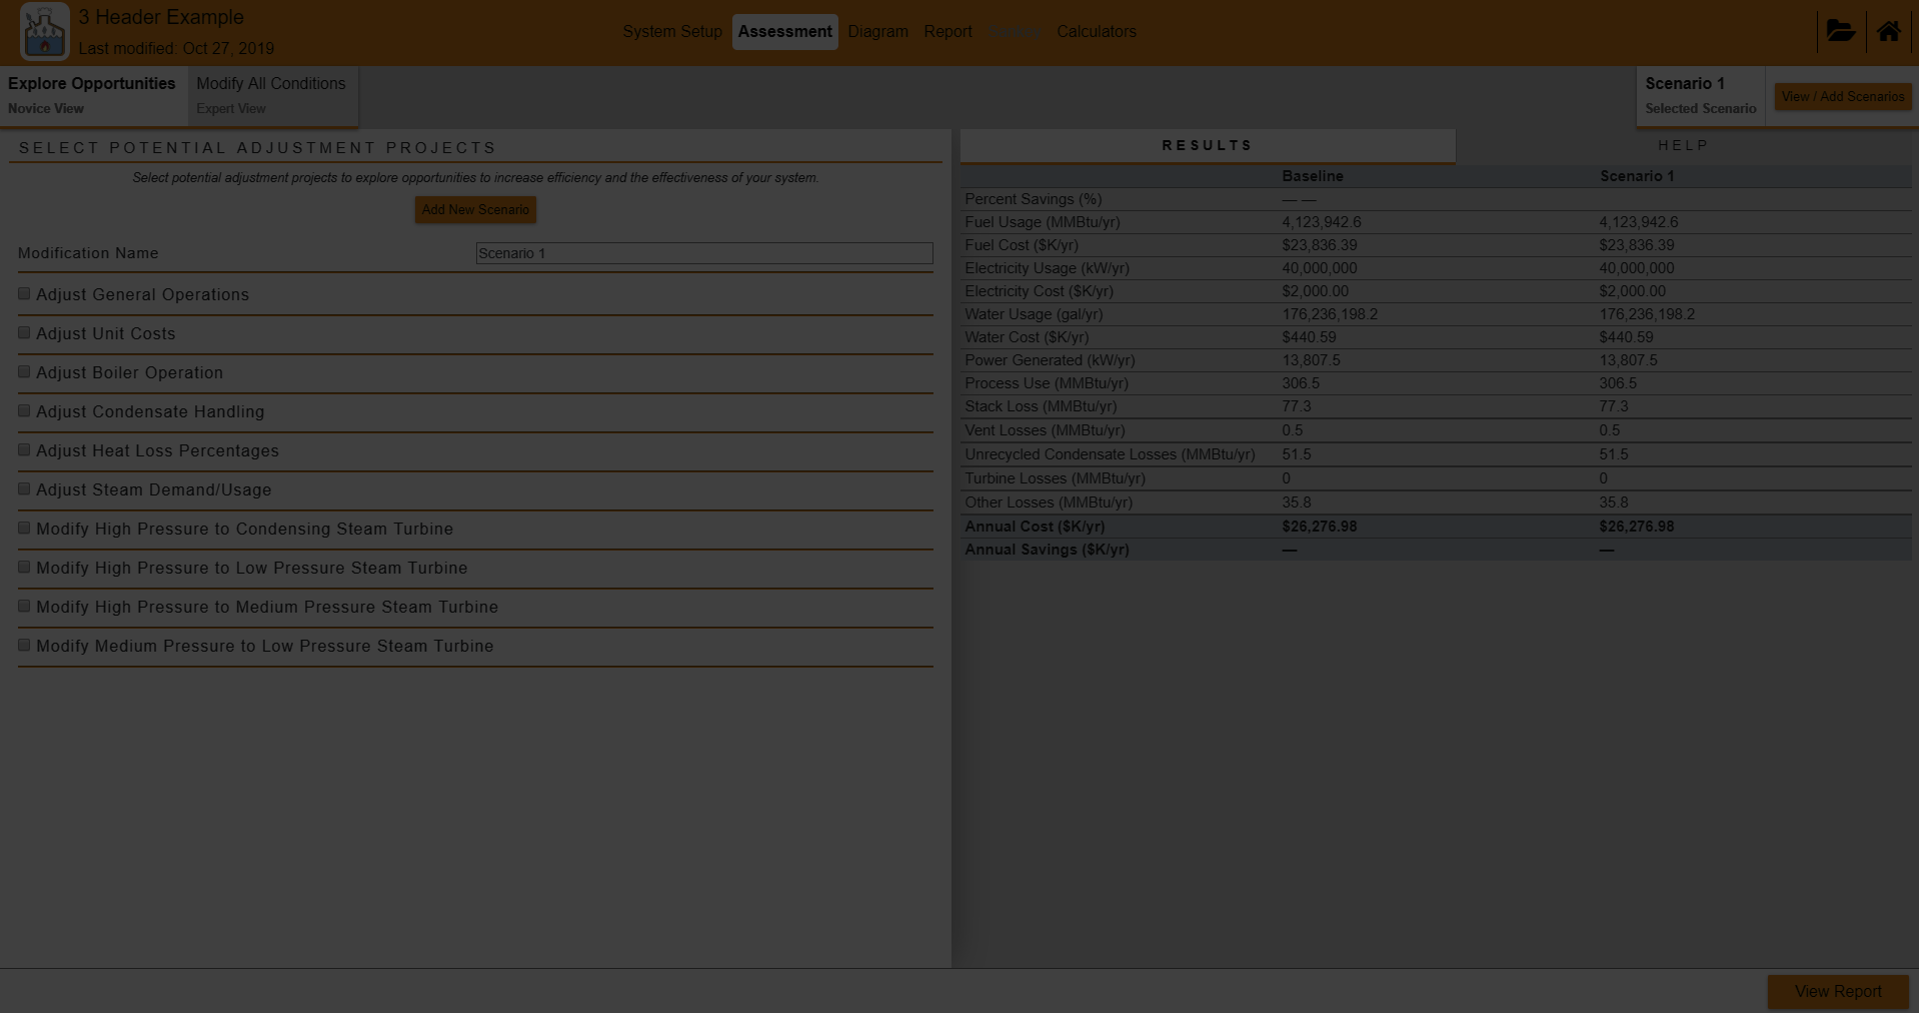 3 Header Example
Last modified: Oct 27, 2019
System Setup Assessment Diagram Report Calculators
Explore Opportunities
Novice View
Modify All Conditions
Expert View
Scenario 1
Selected Scenario
View / Add Scenarios
SELECT POTENTIAL ADJUSTMENT PROJECTS
Select potential adjustment projects to explore opportunities to increase efficiency and the effectiveness of your system.
Add New Scenario
Modification Name Scenario 1
Adjust General Operations
Adjust Unit Costs
Adjust Boiler Operation
Adjust Condensate Handling
Adjust Heat Loss Percentages
Adjust Steam Demand/Usage
Modify High Pressure to Condensing Steam Turbine
Modify High Pressure to Low Pressure Steam Turbine
Modify High Pressure to Medium Pressure Steam Turbine
Modify Medium Pressure to Low Pressure Steam Turbine
RESULTS HELP
Baseline Scenario 1
Percent Savings (%) — —
Fuel Usage (MMBtu/yr) 4,123,942.6 4,123,942.6
Fuel Cost ($K/yr) $23,836.39 $23,836.39
Electricity Usage (kW/yr) 40,000,000 40,000,000
Electricity Cost ($K/yr) $2,000.00 $2,000.00
Water Usage (gal/yr) 176,236,198.2 176,236,198.2
Water Cost ($K/yr) $440.59 $440.59
Power Generated (kW/yr) 13,807.5 13,807.5
Process Use (MMBtu/yr) 306.5 306.5
Stack Loss (MMBtu/yr) 77.3 77.3
Vent Losses (MMBtu/yr) 0.5 0.5
Unrecycled Condensate Losses (MMBtu/yr) 51.5 51.5
Turbine Losses (MMBtu/yr) 0 0
Other Losses (MMBtu/yr) 35.8 35.8
Annual Cost ($K/yr) $26,276.98 $26,276.98
Annual Savings ($K/yr) — —
View Report